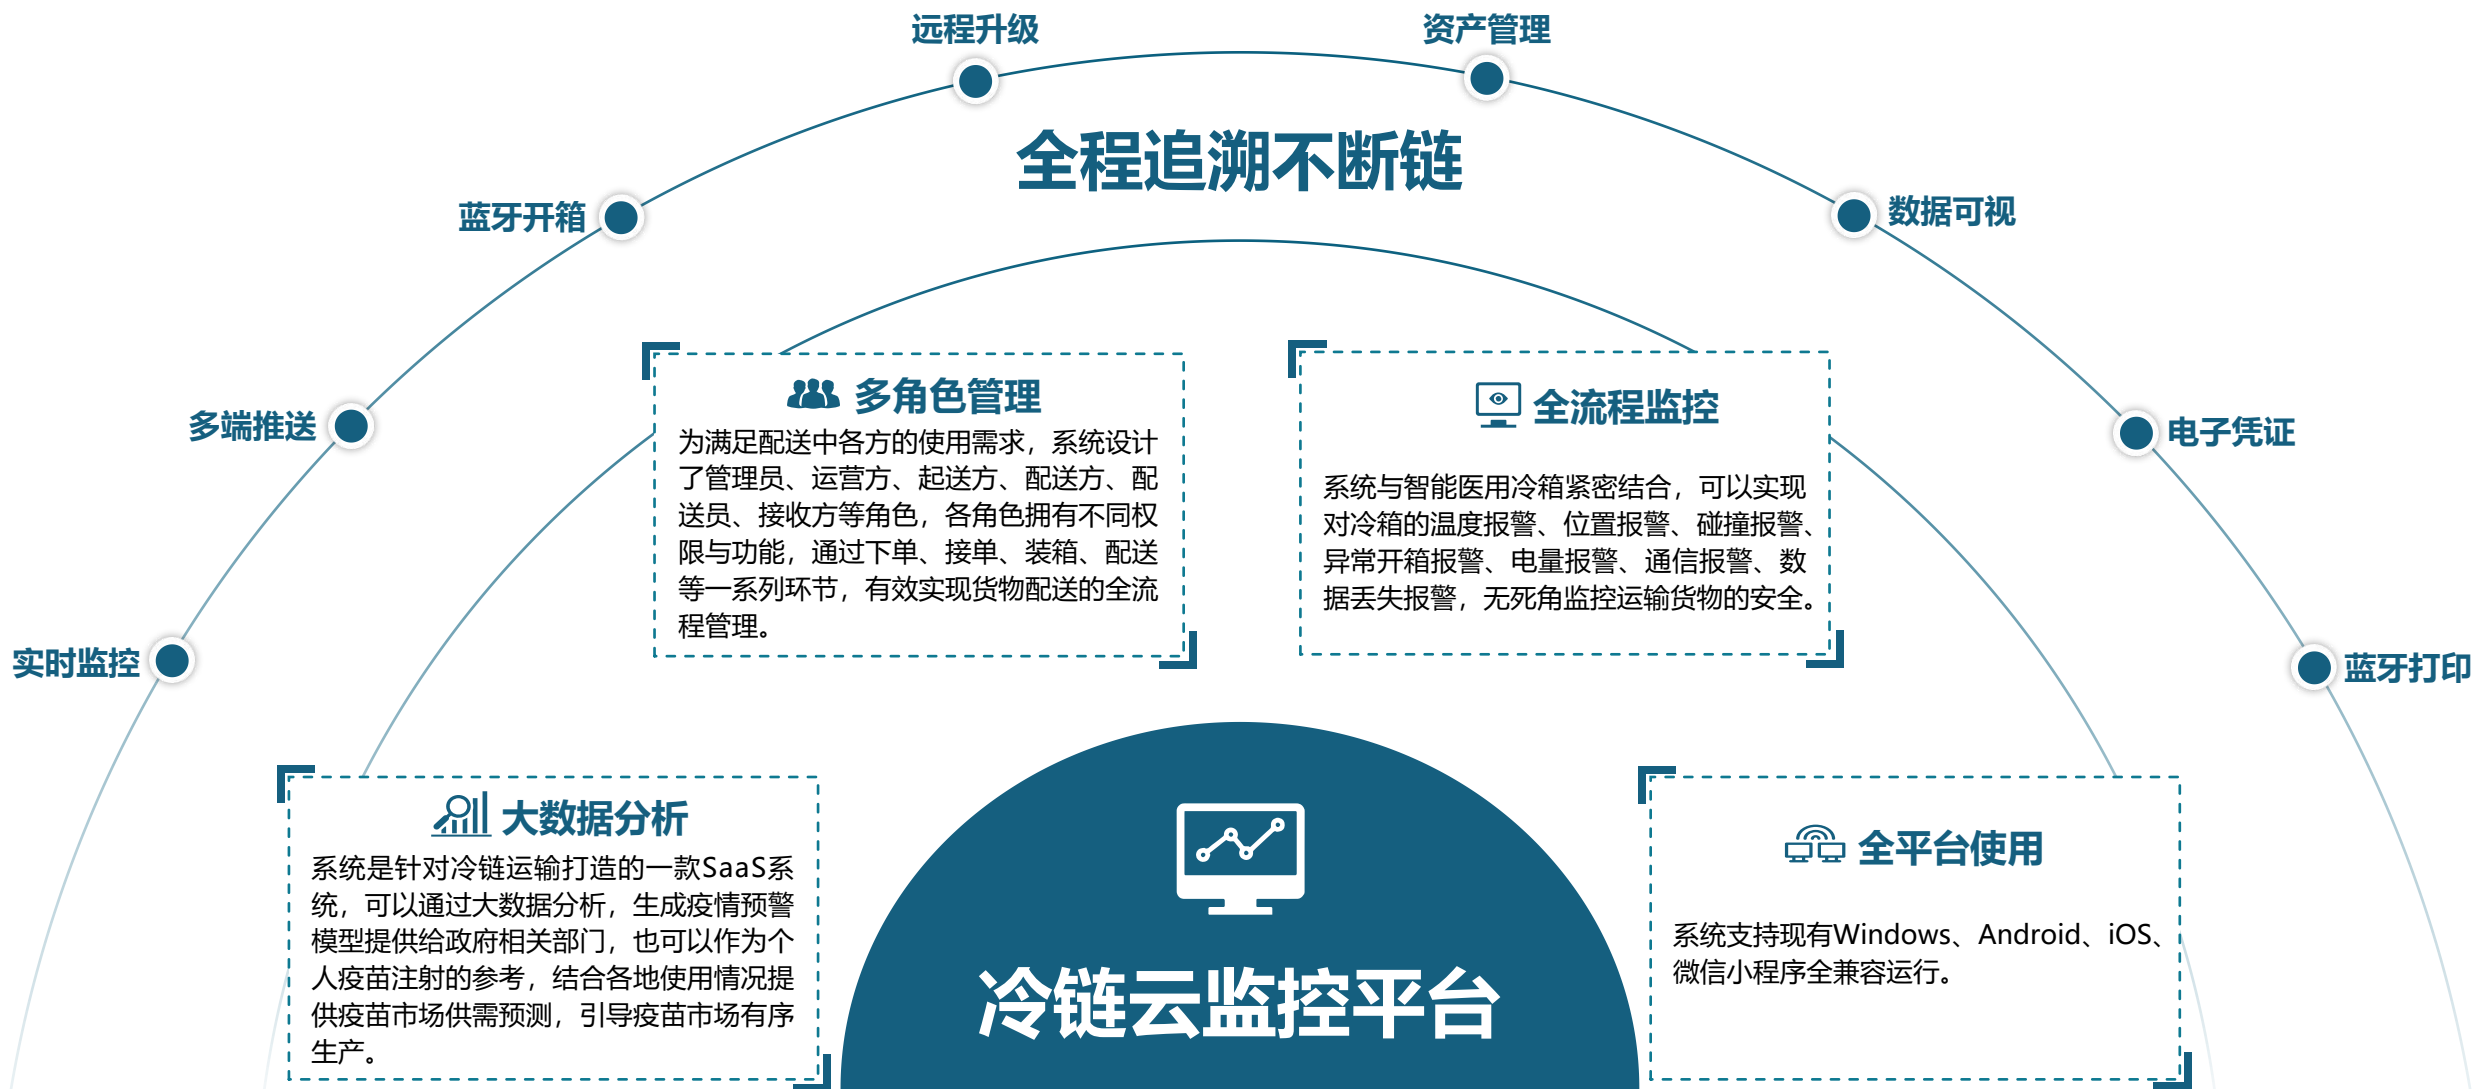 远程升级
资产管理
全程追溯不断链
蓝牙开箱
数据可视
多端推送
电子凭证
实时监控
蓝牙打印
多角色管理
为满足配送中各方的使用需求，系统设计
了管理员、运营方、起送方、配送方、配
送员、接收方等角色，各角色拥有不同权
限与功能，通过下单、接单、装箱、配送
等一系列环节，有效实现货物配送的全流
程管理。
全流程监控
系统与智能医用冷箱紧密结合，可以实现
对冷箱的温度报警、位置报警、碰撞报警、
异常开箱报警、电量报警、通信报警、数
据丢失报警，无死角监控运输货物的安全。
大数据分析
系统是针对冷链运输打造的一款SaaS系
统，可以通过大数据分析，生成疫情预警
模型提供给政府相关部门，也可以作为个
人疫苗注射的参考，结合各地使用情况提
供疫苗市场供需预测，引导疫苗市场有序
生产。
冷链云监控平台
全平台使用
系统支持现有Windows、Android、iOS、
微信小程序全兼容运行。